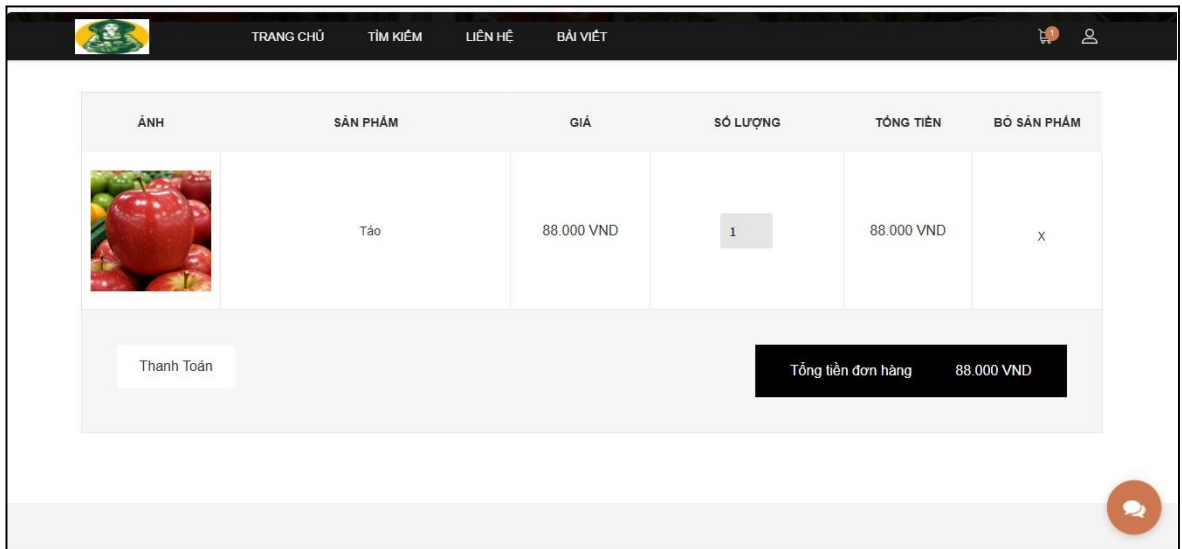 TRANG CHỦ TÌM KIẾM LIÊN HỆ BÀI VIẾT 1
ẢNH SẢN PHẨM GIÁ SỐ LƯỢNG TỔNG TIỀN BỎ SẢN PHẨM
Táo 88.000 VND 1 88.000 VND X
Thanh Toán Tổng tiền đơn hàng 88.000 VND